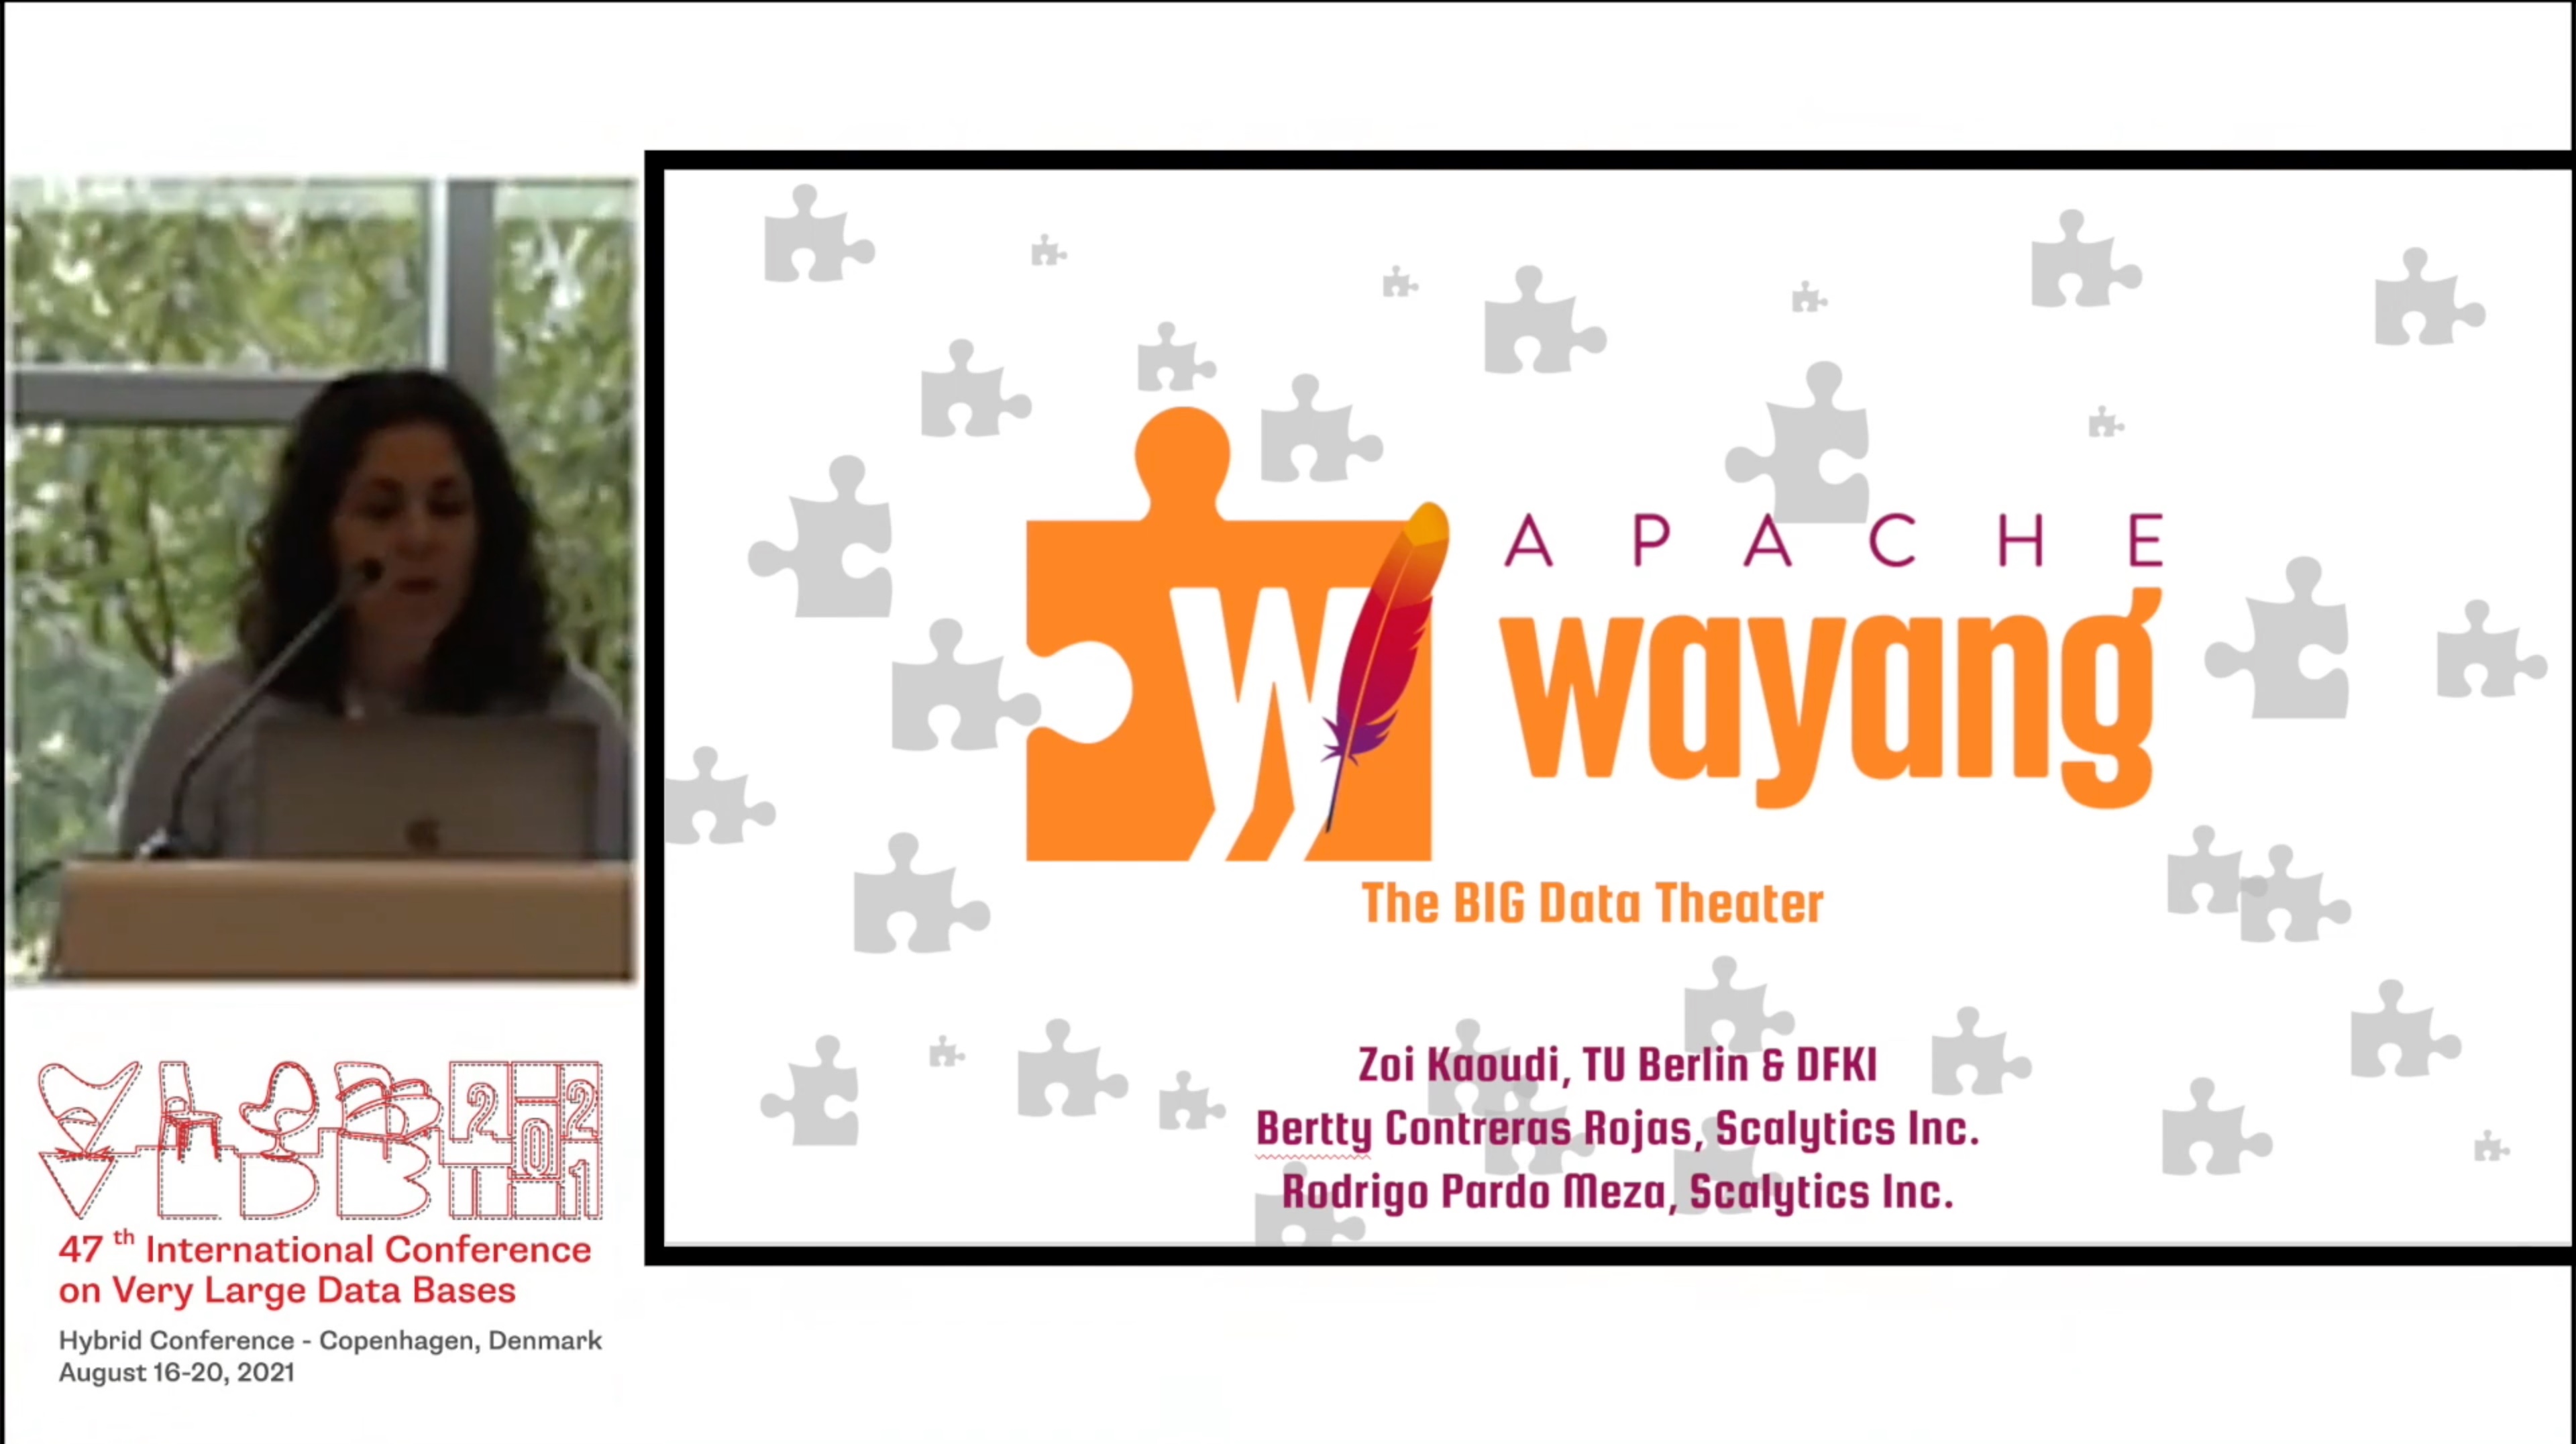 APACHE
wayang
W
The BIG Data Theater
Zoi Kaoudi, TU Berlin & DFKI
Bertty Contreras Rojas, Scalytics Inc.
Rodrigo Pardo Meza, Scalytics Inc.
VLDB 2021
47 th International Conference
on Very Large Data Bases
Hybrid Conference - Copenhagen, Denmark
August 16-20, 2021